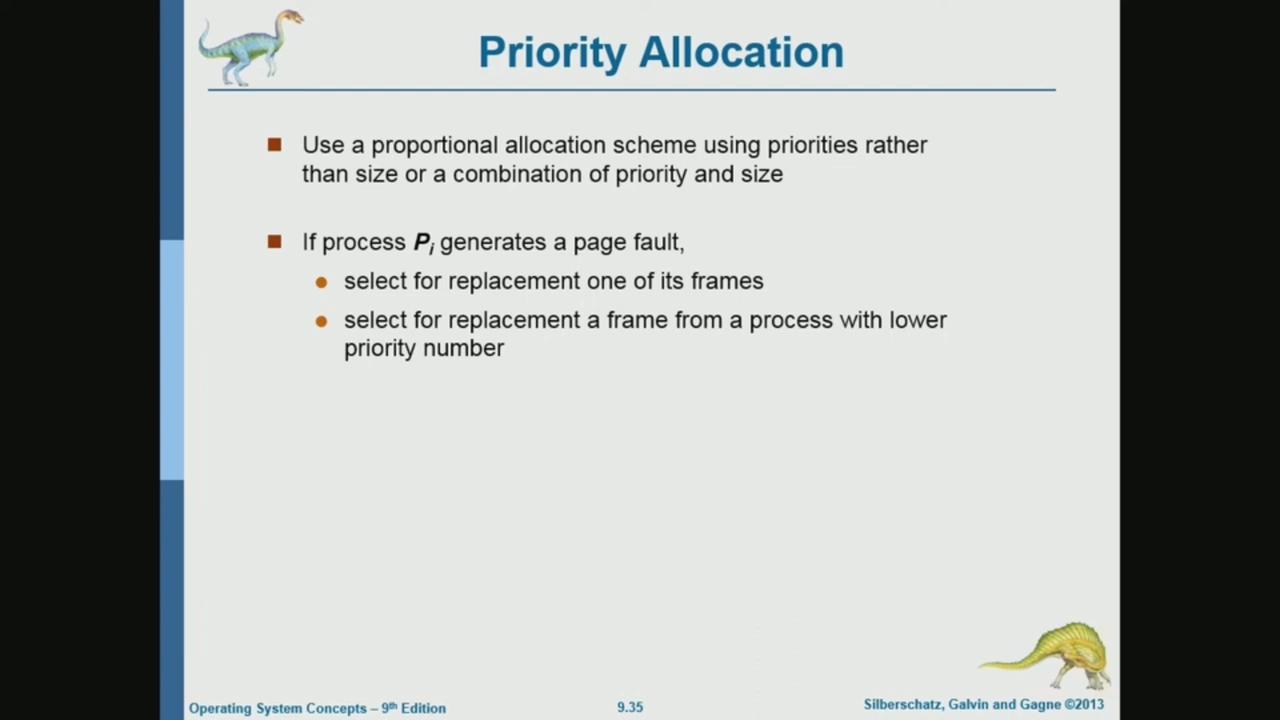 Priority Allocation
Use a proportional allocation scheme using priorities rather
than size or a combination of priority and size
If process Pi generates a page fault,
select for replacement one of its frames
select for replacement a frame from a process with lower
priority number
Operating System Concepts – 9th Edition
9.35
Silberschatz, Galvin and Gagne ©2013